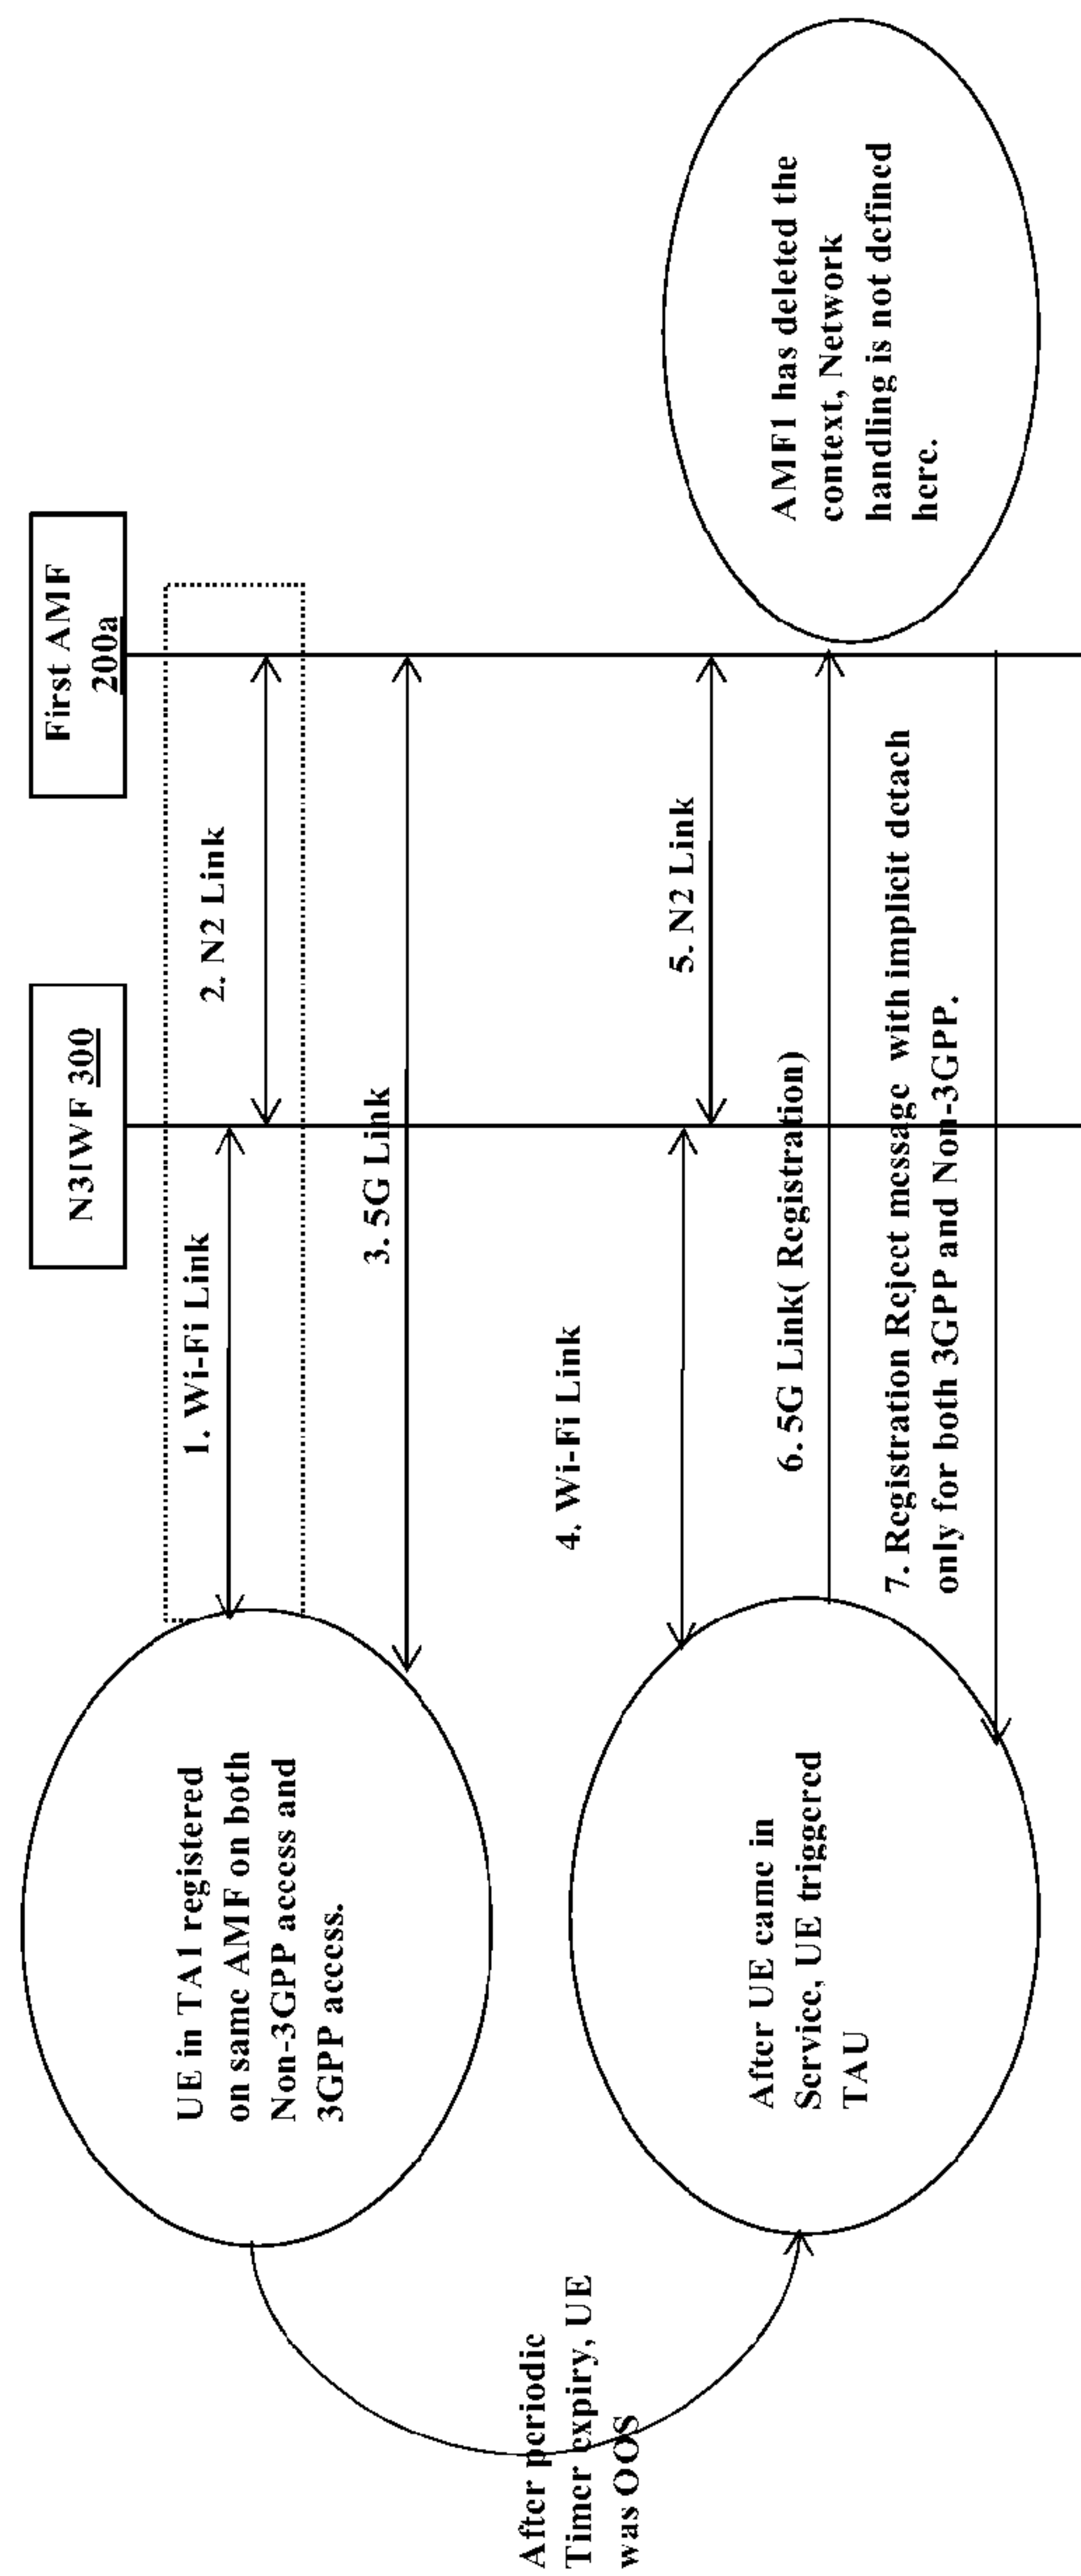 N3IWF 300
First AMF
200a
1. Wi-Fi Link
2. N2 Link
UE in TA1 registered
on same AMF on both
Non-3GPP access and
3GPP access.
3. 5G Link
After periodic
Timer expiry, UE
was OOS
4. Wi-Fi Link
5. N2 Link
After UE came in
Service, UE triggered
TAU
6. 5G Link( Registration)
AMF1 has deleted the
context, Network
handling is not defined
here.
7. Registration Reject message with implicit detach
only for both 3GPP and Non-3GPP.